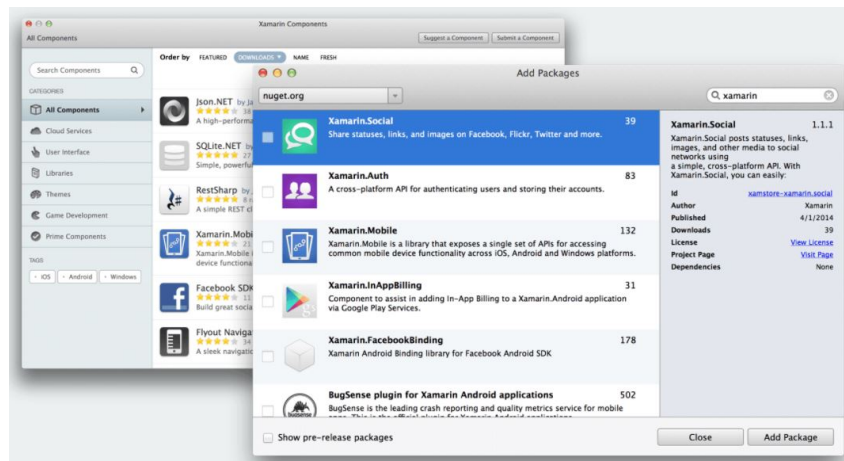 Xamarin Components
All Components
Suggest a Component
Submit a Component
Order by FEATURED DOWNLOADS NAME FRESH
Search Components
CATEGORIES
All Components
Cloud Services
User Interface
Libraries
Themes
Game Development
Prime Components
TAGS
iOS
Android
Windows
Json.NET by
A high-performa
SQLite.NET
Simple, powerful
RestSharp by
A simple REST cl
Xamarin.Mobi
Xamarin.Mobile
device functiona
Facebook SDK
Build great socia
Flyout Naviga
A sleek navigatic
Add Packages
nuget.org
xamarin
Xamarin.Social 39
Share statuses, links, and images on Facebook, Flickr, Twitter and more.
Xamarin.Auth 83
A cross-platform API for authenticating users and storing their accounts.
Xamarin.Mobile 132
Xamarin.Mobile is a library that exposes a single set of APIs for accessing
common mobile device functionality across iOS, Android and Windows platforms.
Xamarin.InAppBilling 31
Component to assist in adding In-App Billing to a Xamarin.Android application
via Google Play Services.
Xamarin.FacebookBinding 178
Xamarin Android Binding library for Facebook Android SDK
BugSense plugin for Xamarin Android applications 502
BugSense is the leading crash reporting and quality metrics service for mobile
Xamarin.Social 1.1.1
Xamarin.Social posts statuses, links,
images, and other media to social
networks using
a simple, cross-platform API. With
Xamarin.Social, you can easily:
Id xamstore-xamarin.social
Author Xamarin
Published 4/1/2014
Downloads 39
License View License
Project Page Visit Page
Dependencies None
Show pre-release packages
Close
Add Package